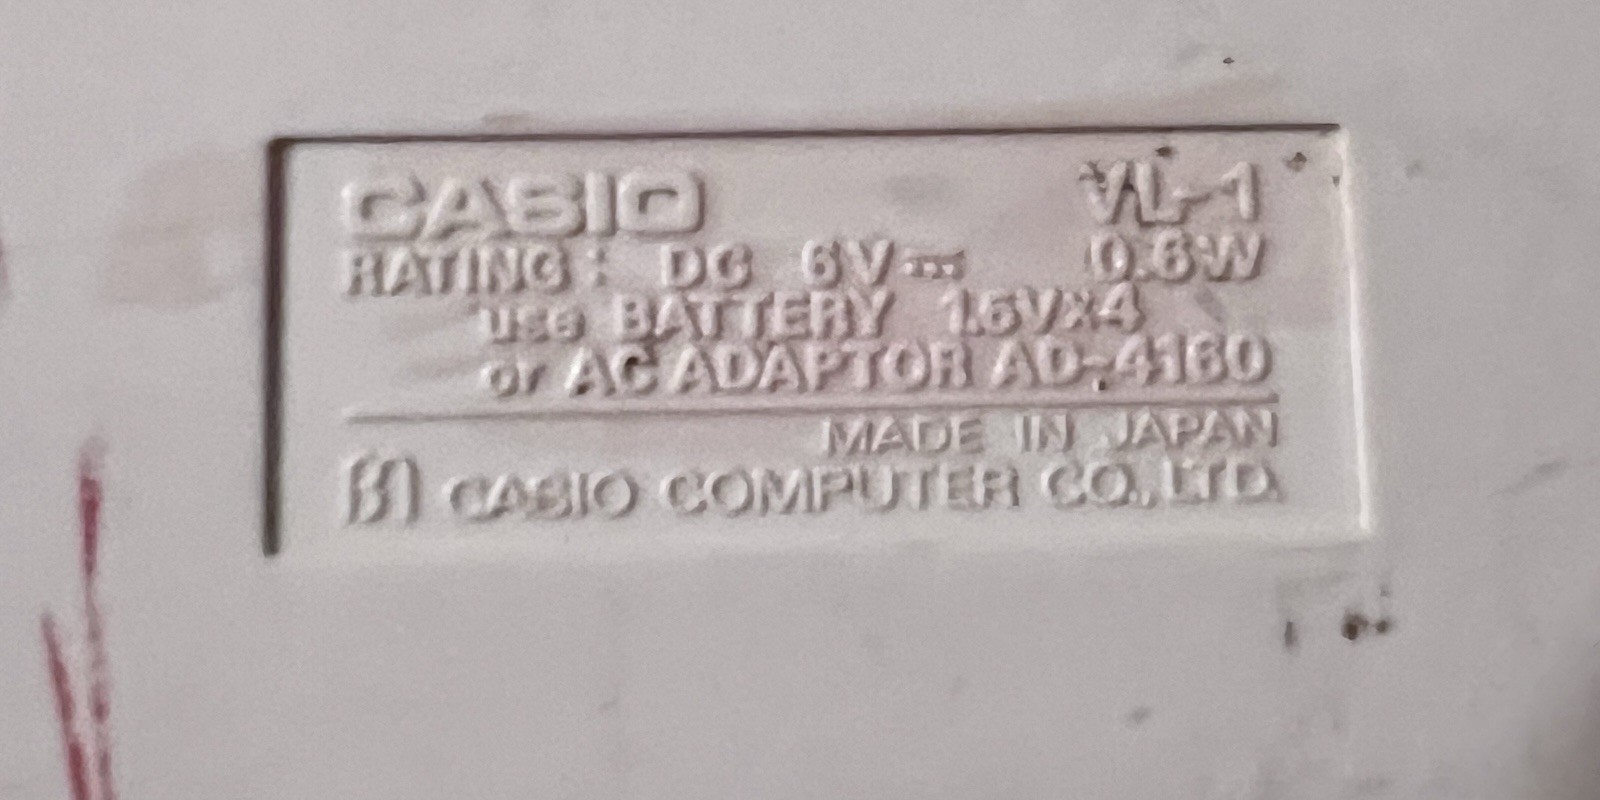 CASIO VL-1
RATING : DC 6V⎓ 0.6W
use BATTERY 1.5V×4
or AC ADAPTOR AD-4160
MADE IN JAPAN
CASIO COMPUTER CO., LTD.